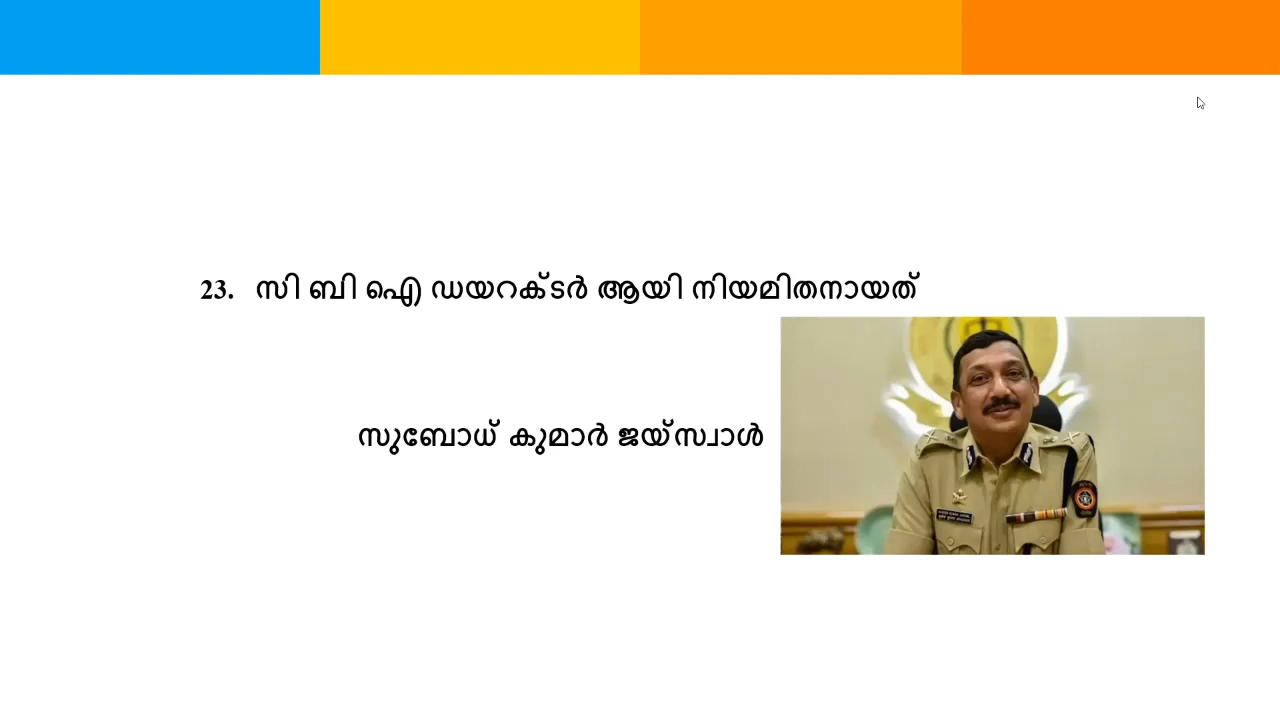 23. സി ബി ഐ ഡയറക്ടർ ആയി നിയമിതനായത്
സുബോധ് കുമാർ ജയ്സ്വാൾ